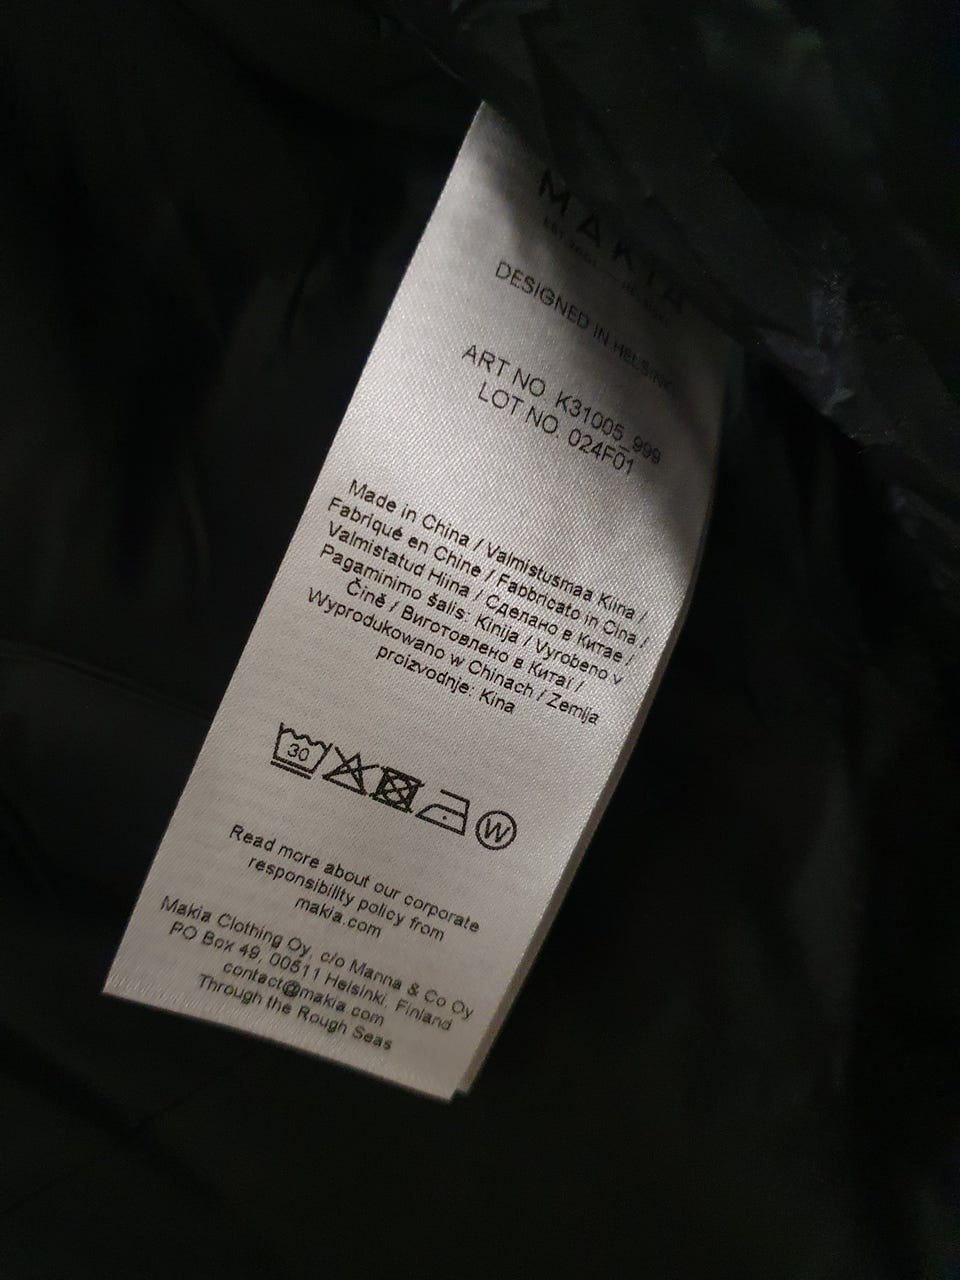 MAKIA
DESIGNED IN HELSINKI
ART NO K31005_999
LOT NO. 024F01
Made in China / Valmistusmaa Kiina /
Fabriqué en Chine / Fabbricato in Cina /
Valmistatud Hiina / Сделано в Китае /
Pagaminimo šalis: Kinija / Vyrobeno v
Čině / Виготовлено в Китаї /
Wyprodukowano w Chinach / Zemlja
proizvodnje: Kina
30
W
Read more about our corporate
responsibility policy from
makia.com
Makia Clothing Oy, c/o Manna & Co Oy
PO Box 49, 00511 Helsinki, Finland
contact@makia.com
Through the Rough Seas